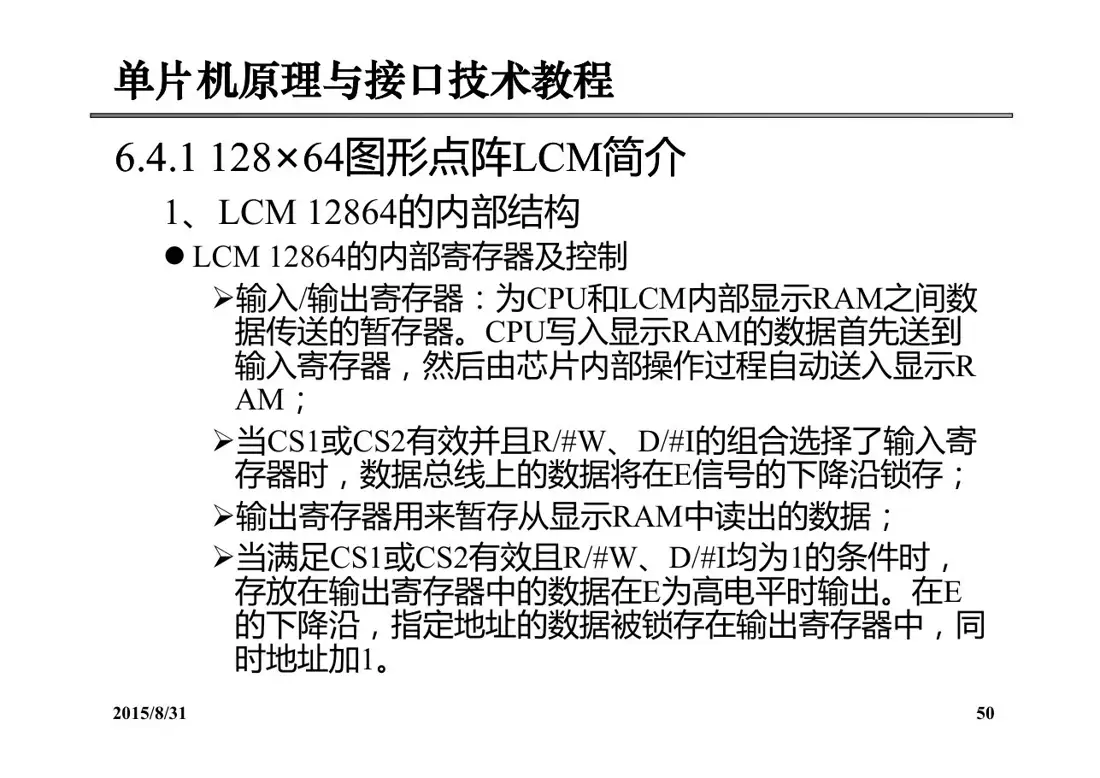 单片机原理与接口技术教程
6.4.1 128×64图形点阵LCM简介
1、LCM 12864的内部结构
●LCM 12864的内部寄存器及控制
➢输入/输出寄存器：为CPU和LCM内部显示RAM之间数
据传送的暂存器。CPU写入显示RAM的数据首先送到
输入寄存器，然后由芯片内部操作过程自动送入显示R
AM；
➢当CS1或CS2有效并且R/#W、D/#I的组合选择了输入寄
存器时，数据总线上的数据将在E信号的下降沿锁存；
➢输出寄存器用来暂存从显示RAM中读出的数据；
➢当满足CS1或CS2有效且R/#W、D/#I均为1的条件时，
存放在输出寄存器中的数据在E为高电平时输出。在E
的下降沿，指定地址的数据被锁存在输出寄存器中，同
时地址加1。
2015/8/31
50